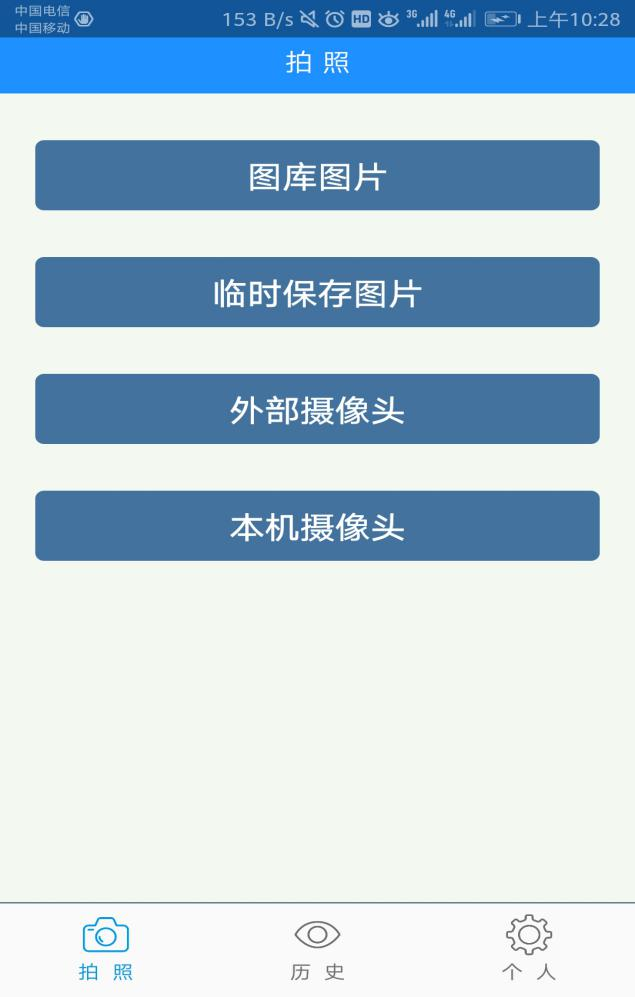 中国电信
中国移动
153 B/s HD 3G 4G 上午10:28
拍 照
图库图片
临时保存图片
外部摄像头
本机摄像头
拍 照 历 史 个 人